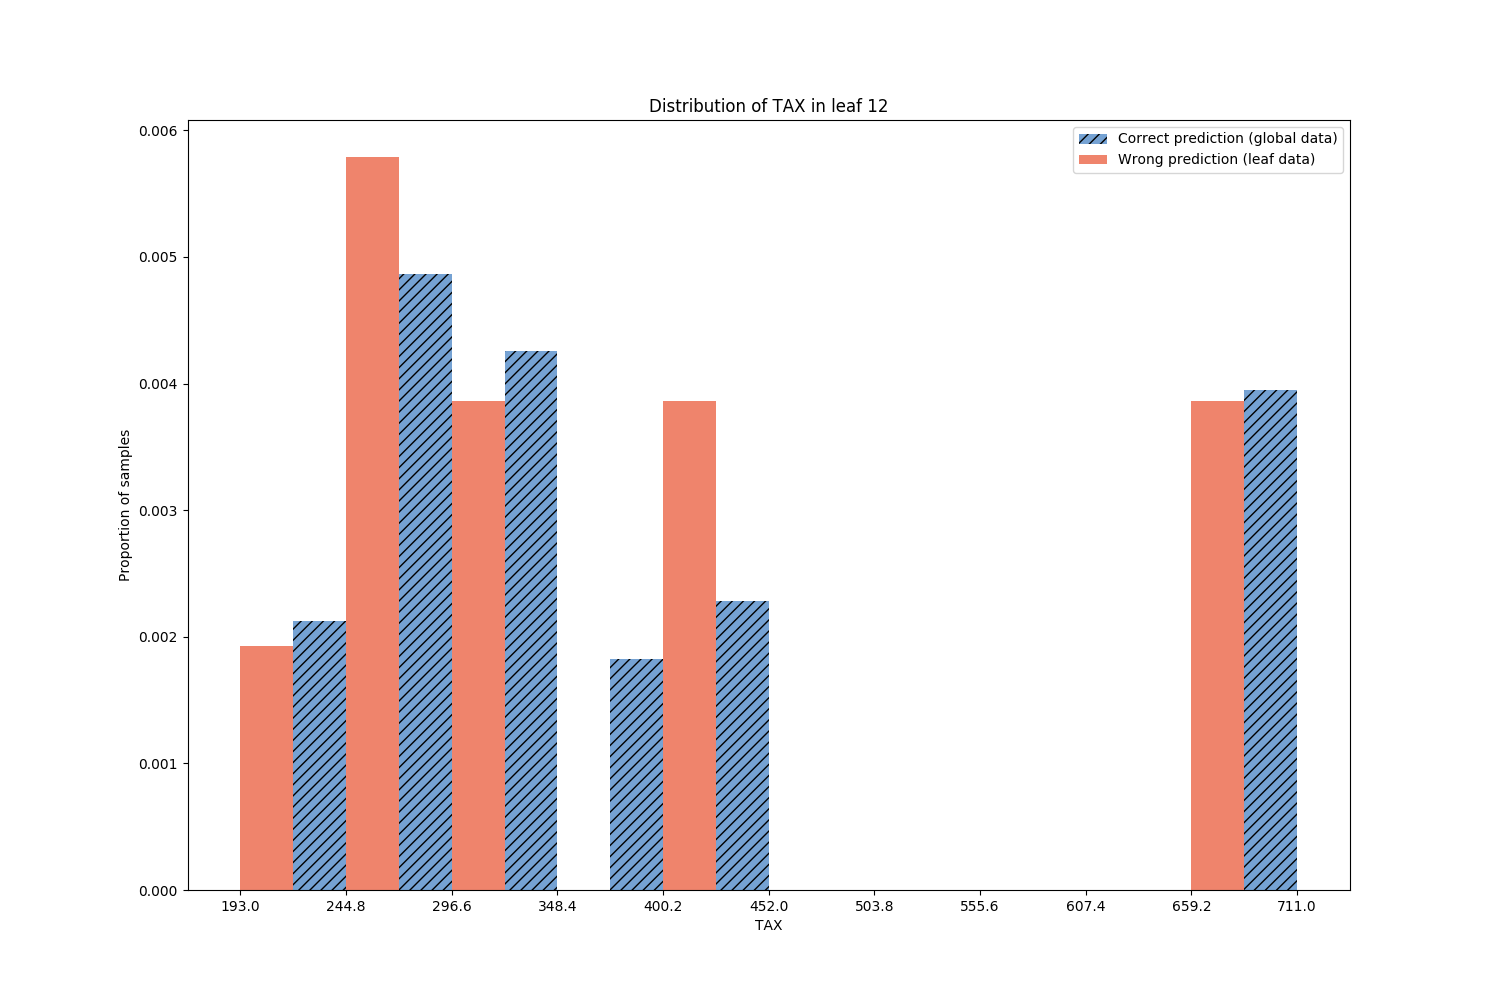 Distribution of TAX in leaf 12
Correct prediction (global data)
Wrong prediction (leaf data)
Proportion of samples
0.006
0.005
0.004
0.003
0.002
0.001
0.000
193.0 244.8 296.6 348.4 400.2 452.0 503.8 555.6 607.4 659.2 711.0
TAX